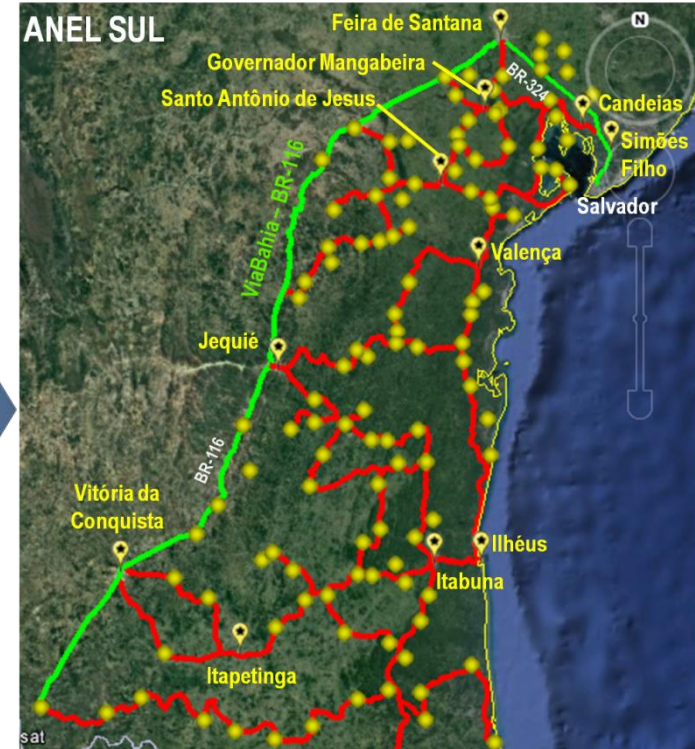 ANEL SUL
Feira de Santana
N
Governador Mangabeira
BR-324
Santo Antônio de Jesus
Candeias
Simões
Filho
ViaBahia – BR-116
Salvador
Valença
Jequié
BR-116
Vitória da
Conquista
Ilhéus
Itabuna
Itapetinga
sat